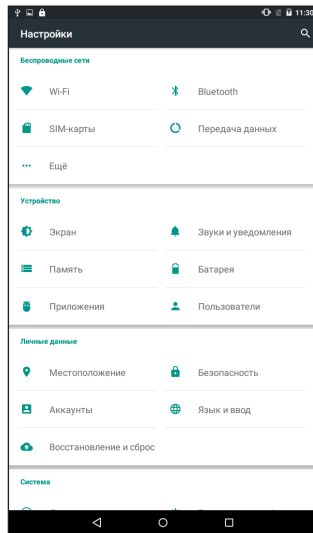 11:30
Настройки
Беспроводные сети
Wi-Fi
Bluetooth
SIM-карты
Передача данных
Ещё
Устройство
Экран
Звуки и уведомления
Память
Батарея
Приложения
Пользователи
Личные данные
Местоположение
Безопасность
Аккаунты
Язык и ввод
Восстановление и сброс
Система